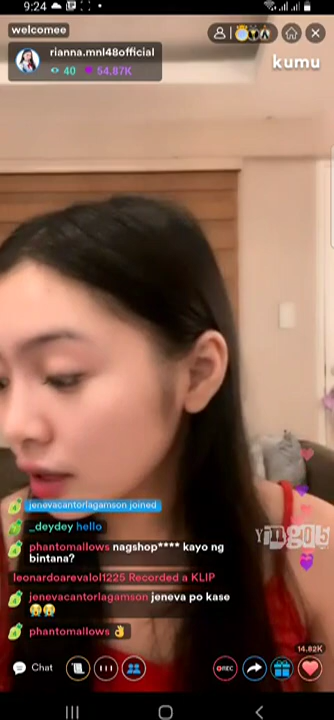 9:24
welcomee
rianna.mnl48official
40 54.87K
kumu
jenevacantorlagamson joined
_deydey hello
phantomallows nagshop**** kayo ng
bintana?
leonardoarevalol1225 Recorded a KLIP
jenevacantorlagamson jeneva po kase
😭😭
phantomallows 👌
14.82K
Chat
REC